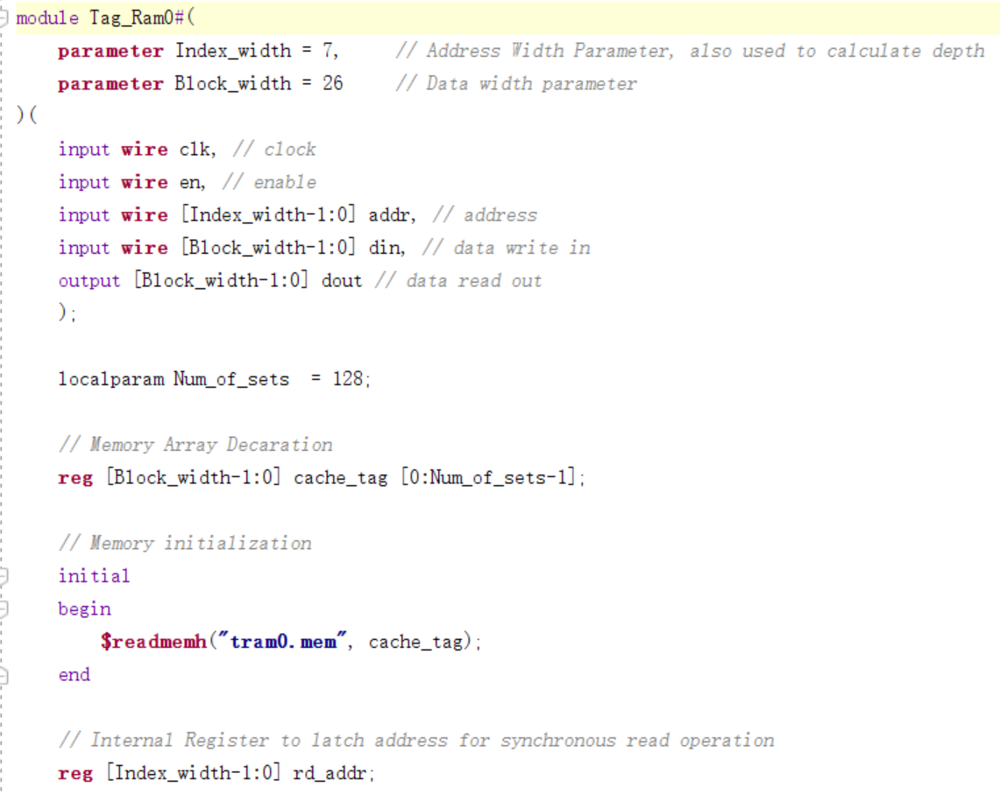 module Tag_Ram0#(
parameter Index_width = 7, // Address Width Parameter, also used to calculate depth
parameter Block_width = 26 // Data width parameter
)(
input wire clk, // clock
input wire en, // enable
input wire [Index_width-1:0] addr, // address
input wire [Block_width-1:0] din, // data write in
output [Block_width-1:0] dout // data read out
);
localparam Num_of_sets = 128;
// Memory Array Decaration
reg [Block_width-1:0] cache_tag [0:Num_of_sets-1];
// Memory initialization
initial
begin
$readmemh("tram0.mem", cache_tag);
end
// Internal Register to latch address for synchronous read operation
reg [Index_width-1:0] rd_addr;